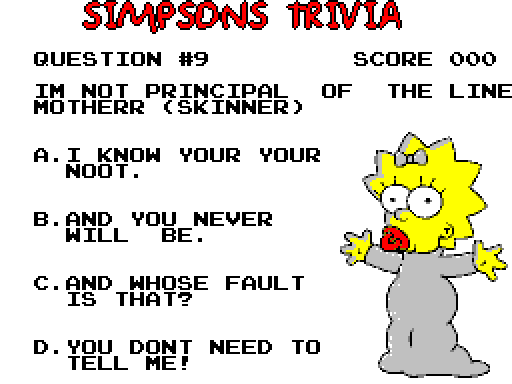 SIMPSONS TRIVIA
QUESTION #9 SCORE 000
IM NOT PRINCIPAL OF THE LINE
MOTHERR (SKINNER)
A. I KNOW YOUR YOUR
NOOT.
B. AND YOU NEVER
WILL BE.
C. AND WHOSE FAULT
IS THAT?
D. YOU DONT NEED TO
TELL ME!